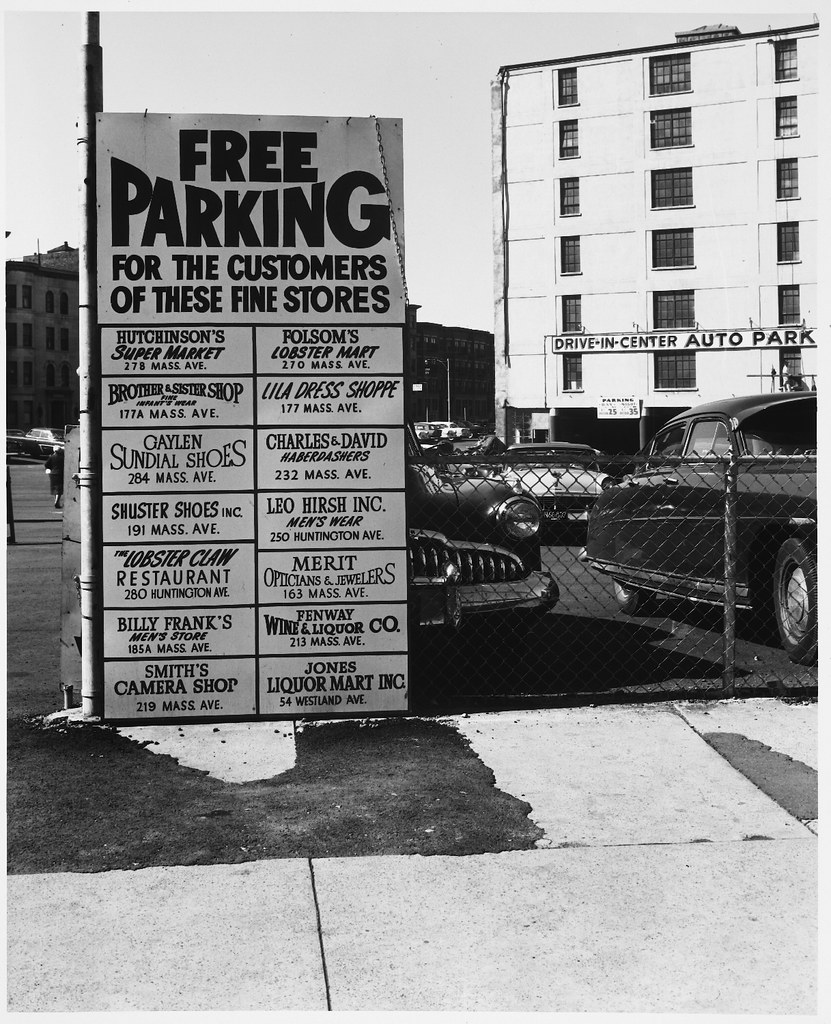 FREE
PARKING
FOR THE CUSTOMERS
OF THESE FINE STORES
HUTCHINSON'S
SUPER MARKET
278 MASS. AVE.
FOLSOM'S
LOBSTER MART
270 MASS. AVE.
BROTHER & SISTER SHOP
FINE
INFANT'S WEAR
177A MASS. AVE.
LILA DRESS SHOPPE
177 MASS. AVE.
GAYLEN
SUNDIAL SHOES
284 MASS. AVE.
CHARLES & DAVID
HABERDASHERS
232 MASS. AVE.
SHUSTER SHOES INC.
191 MASS. AVE.
LEO HIRSH INC.
MEN'S WEAR
250 HUNTINGTON AVE.
THE LOBSTER CLAW
RESTAURANT
280 HUNTINGTON AVE.
MERIT
OPTICIANS & JEWELERS
163 MASS. AVE.
BILLY FRANK'S
MEN'S STORE
185A MASS. AVE.
FENWAY
WINE & LIQUOR CO.
213 MASS. AVE.
SMITH'S
CAMERA SHOP
219 MASS. AVE.
JONES
LIQUOR MART INC.
54 WESTLAND AVE.
DRIVE-IN-CENTER AUTO PARK
PARKING
25 35